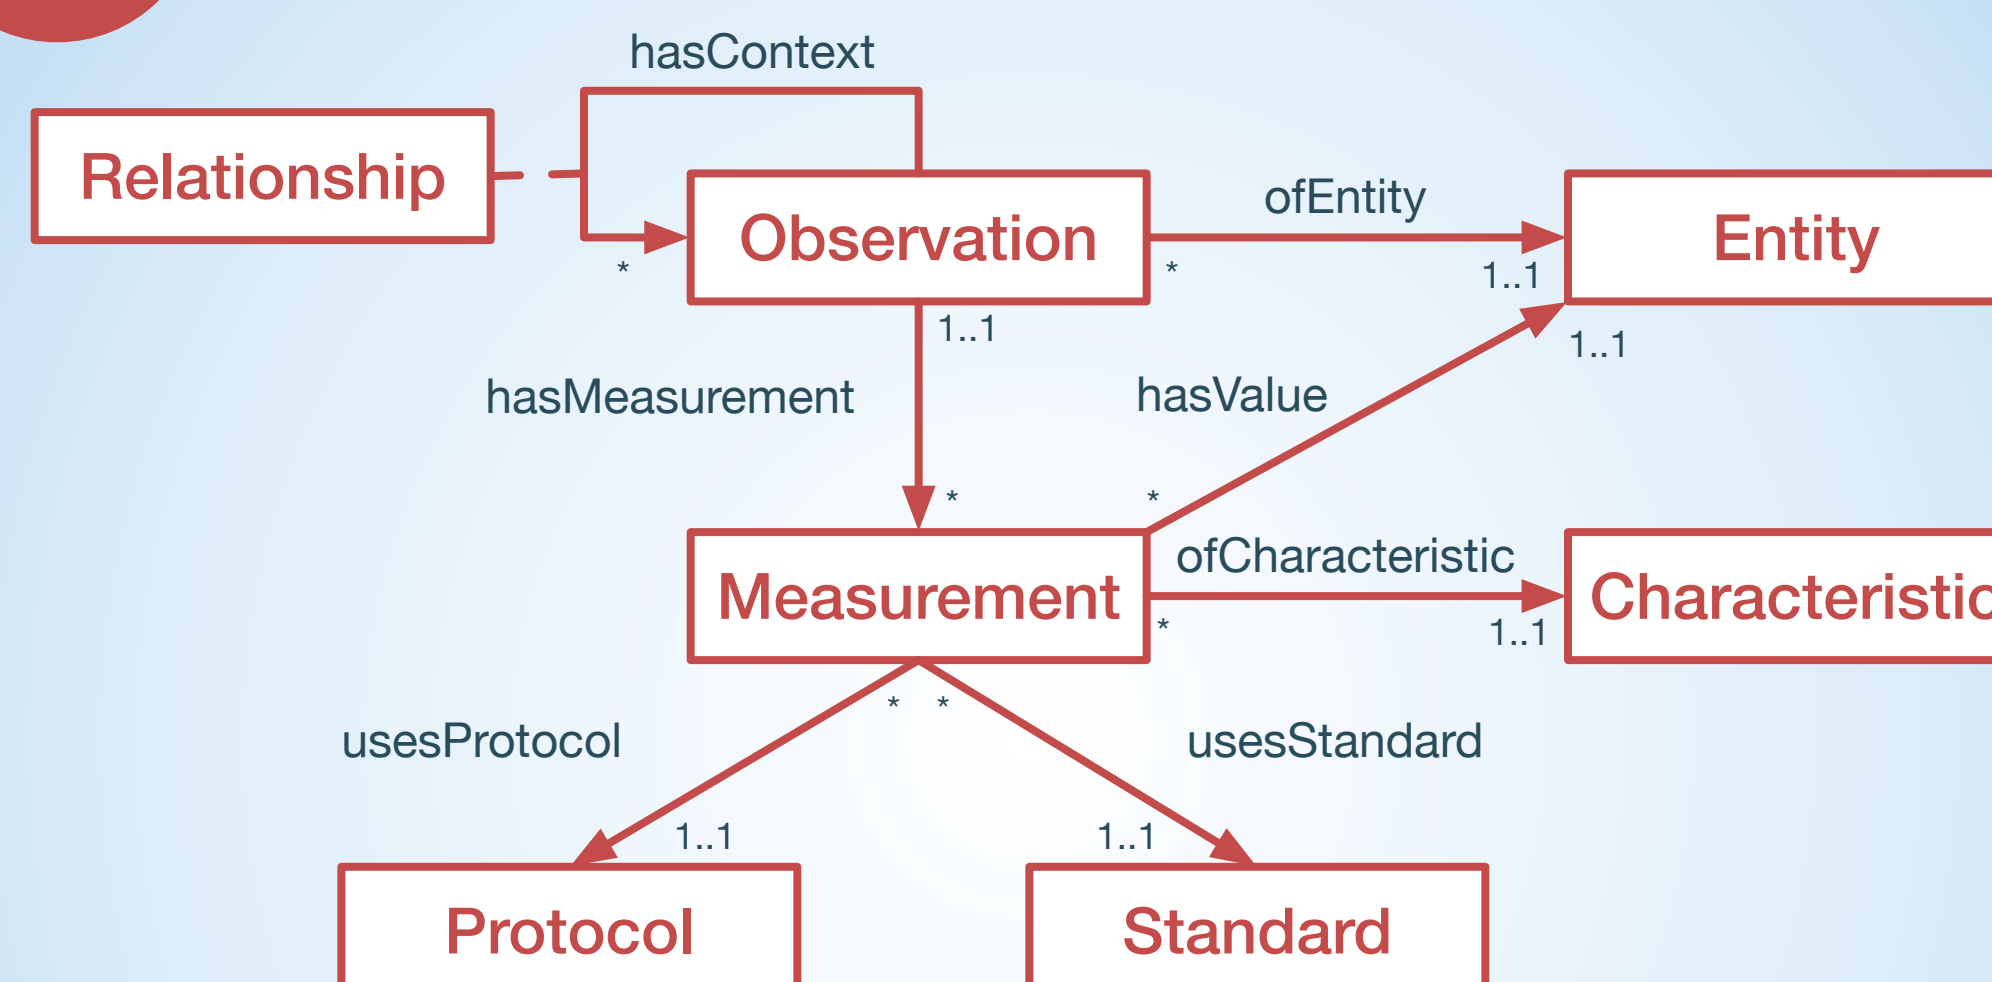 hasContext
Relationship
Observation
ofEntity
Entity
*
*
1..1
1..1
1..1
hasMeasurement
hasValue
*
*
Measurement
ofCharacteristic
Characteristic
*
1..1
*
*
usesProtocol
usesStandard
1..1
1..1
Protocol
Standard